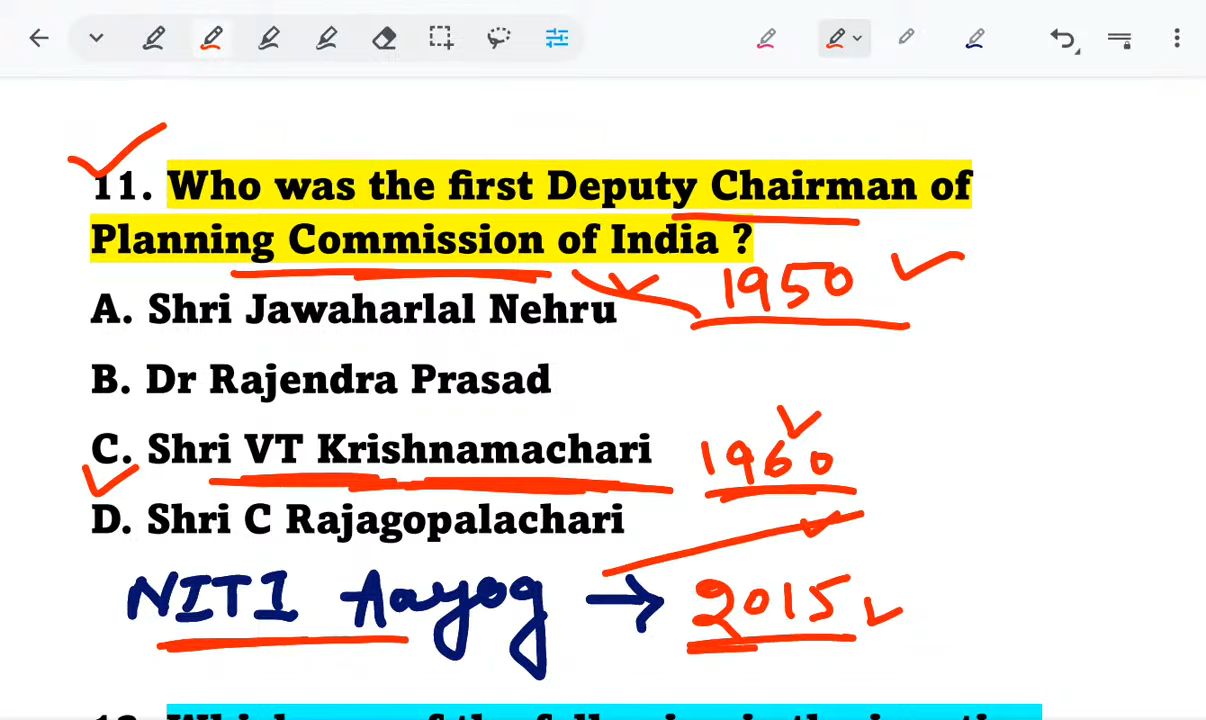 11. Who was the first Deputy Chairman of
Planning Commission of India ?
1950
A. Shri Jawaharlal Nehru
B. Dr Rajendra Prasad
C. Shri VT Krishnamachari
1960
D. Shri C Rajagopalachari
NITI Aayog → 2015